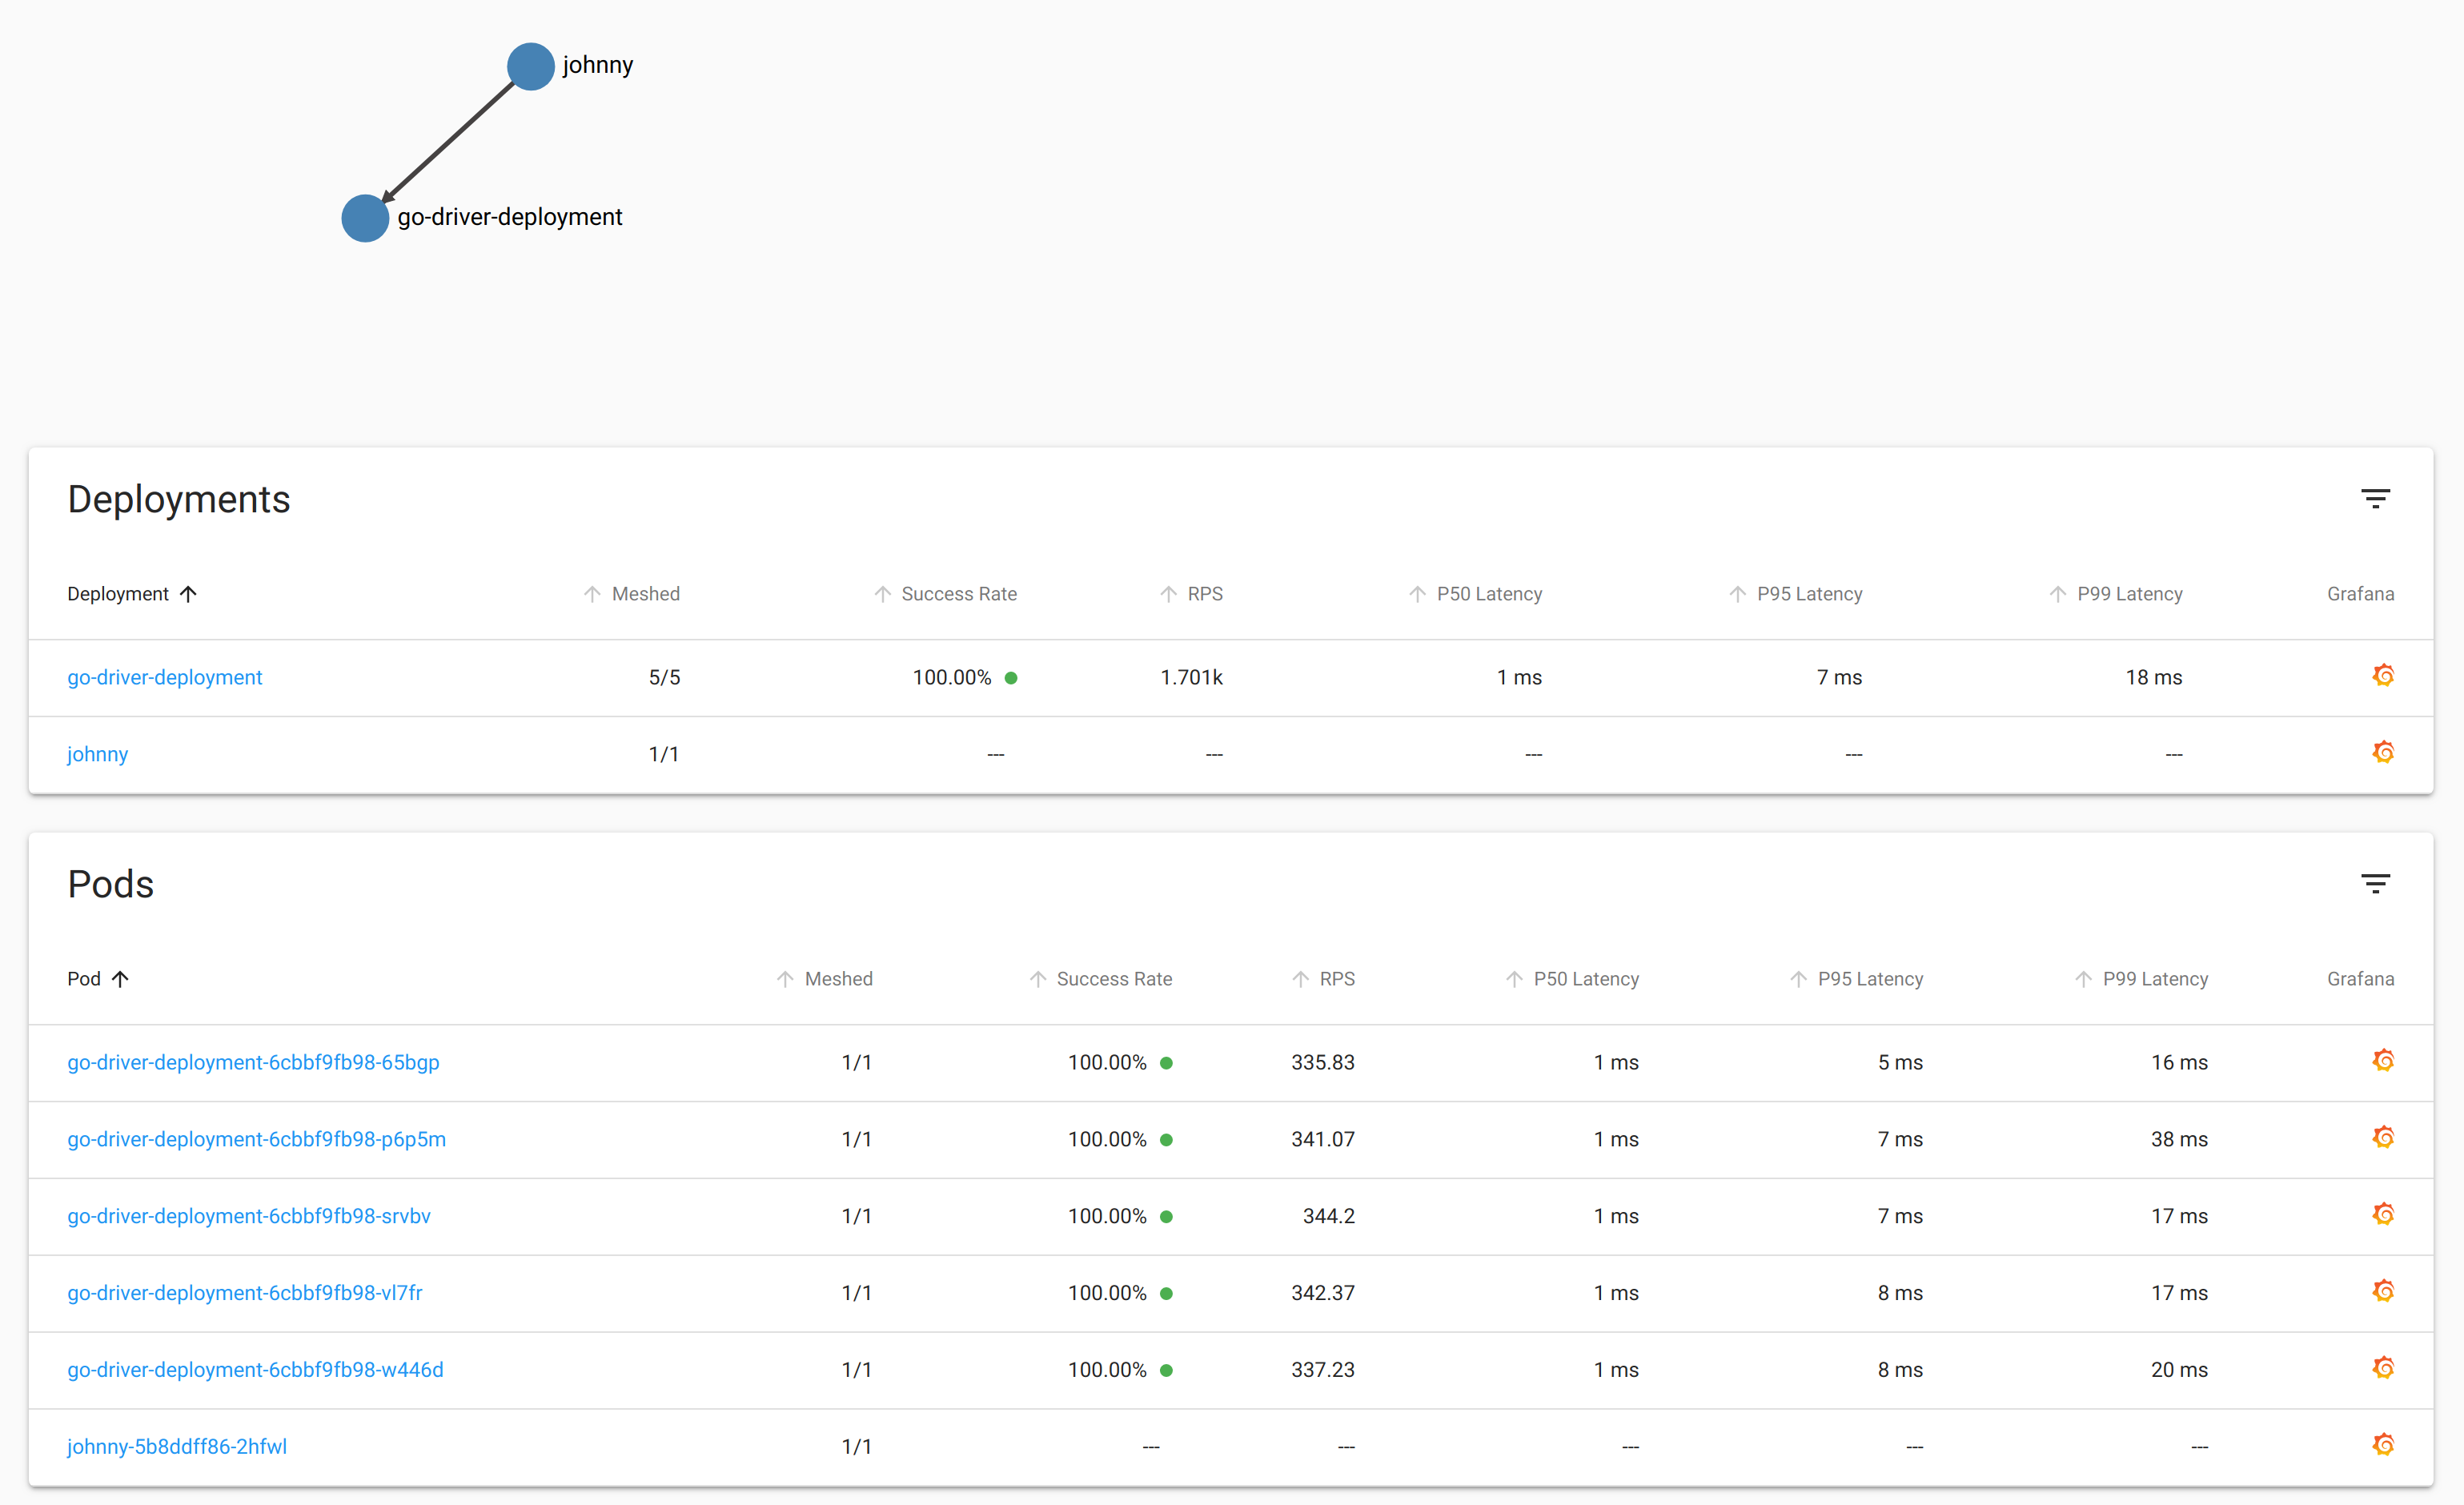 johnny
go-driver-deployment
Deployments
Deployment Meshed Success Rate RPS P50 Latency P95 Latency P99 Latency Grafana
go-driver-deployment 5/5 100.00% 1.701k 1 ms 7 ms 18 ms
johnny 1/1 --- --- --- --- ---
Pods
Pod Meshed Success Rate RPS P50 Latency P95 Latency P99 Latency Grafana
go-driver-deployment-6cbbf9fb98-65bgp 1/1 100.00% 335.83 1 ms 5 ms 16 ms
go-driver-deployment-6cbbf9fb98-p6p5m 1/1 100.00% 341.07 1 ms 7 ms 38 ms
go-driver-deployment-6cbbf9fb98-srvbv 1/1 100.00% 344.2 1 ms 7 ms 17 ms
go-driver-deployment-6cbbf9fb98-vl7fr 1/1 100.00% 342.37 1 ms 8 ms 17 ms
go-driver-deployment-6cbbf9fb98-w446d 1/1 100.00% 337.23 1 ms 8 ms 20 ms
johnny-5b8ddff86-2hfwl 1/1 --- --- --- --- ---